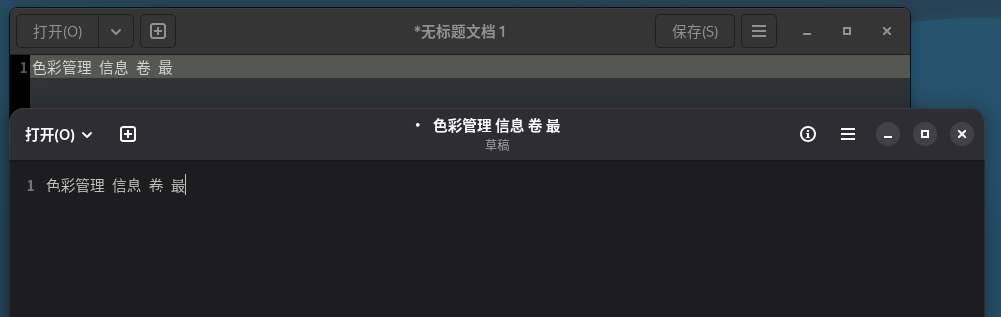 打开(O) *无标题文档 1 保存(S)
1 色彩管理 信息 卷 最
打开(O) • 色彩管理 信息 卷 最
草稿
1 色彩管理 信息 卷 最